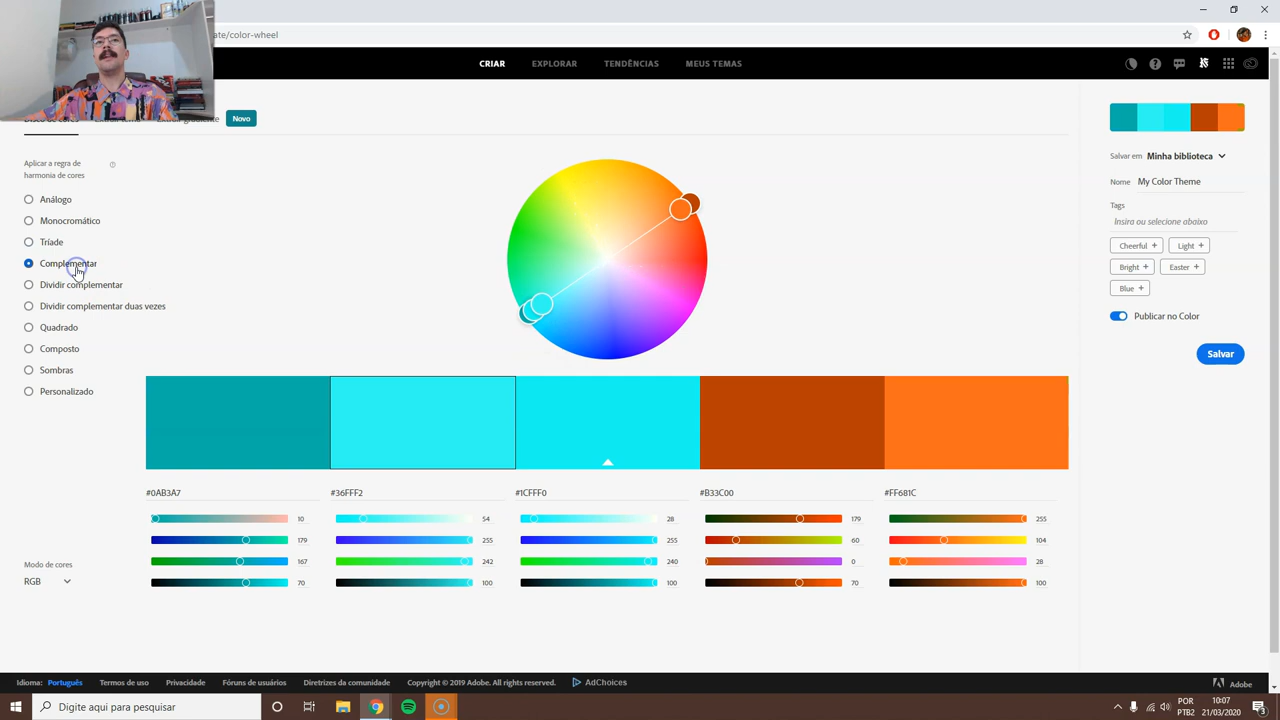 ate/color-wheel
CRIAR
EXPLORAR
TENDÊNCIAS
MEUS TEMAS
Novo
Aplicar a regra de
harmonia de cores
Análogo
Monocromático
Tríade
Complementar
Dividir complementar
Dividir complementar duas vezes
Quadrado
Composto
Sombras
Personalizado
Modo de cores
RGB
#0AB3A7
#36FFF2
#1CFFF0
#B33C00
#FF681C
10
54
28
179
255
179
255
255
60
104
167
242
240
0
28
70
100
100
70
100
Salvar em Minha biblioteca
Nome My Color Theme
Tags
Insira ou selecione abaixo
Cheerful +
Light +
Bright +
Easter +
Blue +
Publicar no Color
Salvar
Idioma: Português
Termos de uso
Privacidade
Fóruns de usuários
Diretrizes da comunidade
Copyright © 2019 Adobe. All rights reserved.
AdChoices
Adobe
Digite aqui para pesquisar
POR
PTB2
10:07
21/03/2020
3